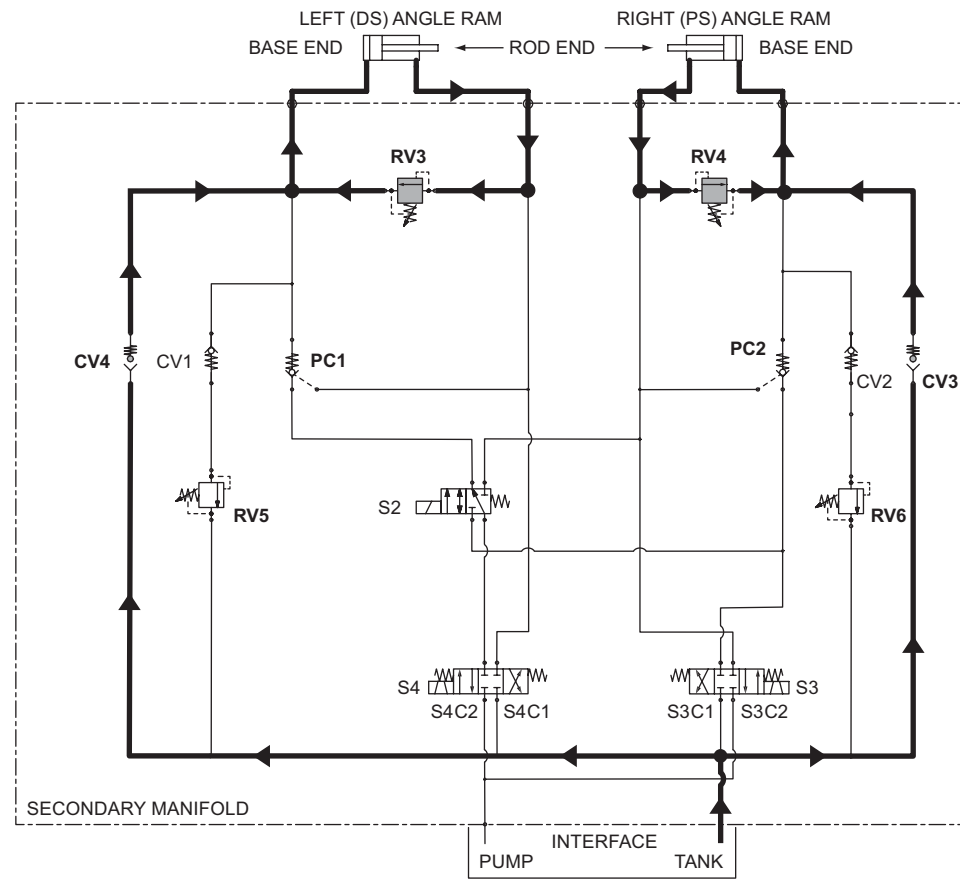 LEFT (DS) ANGLE RAM
RIGHT (PS) ANGLE RAM
BASE END
ROD END
BASE END
RV3
RV4
CV4
CV1
PC1
PC2
CV2
CV3
S2
RV5
RV6
S4
S3
S4C2
S4C1
S3C1
S3C2
SECONDARY MANIFOLD
INTERFACE
PUMP
TANK